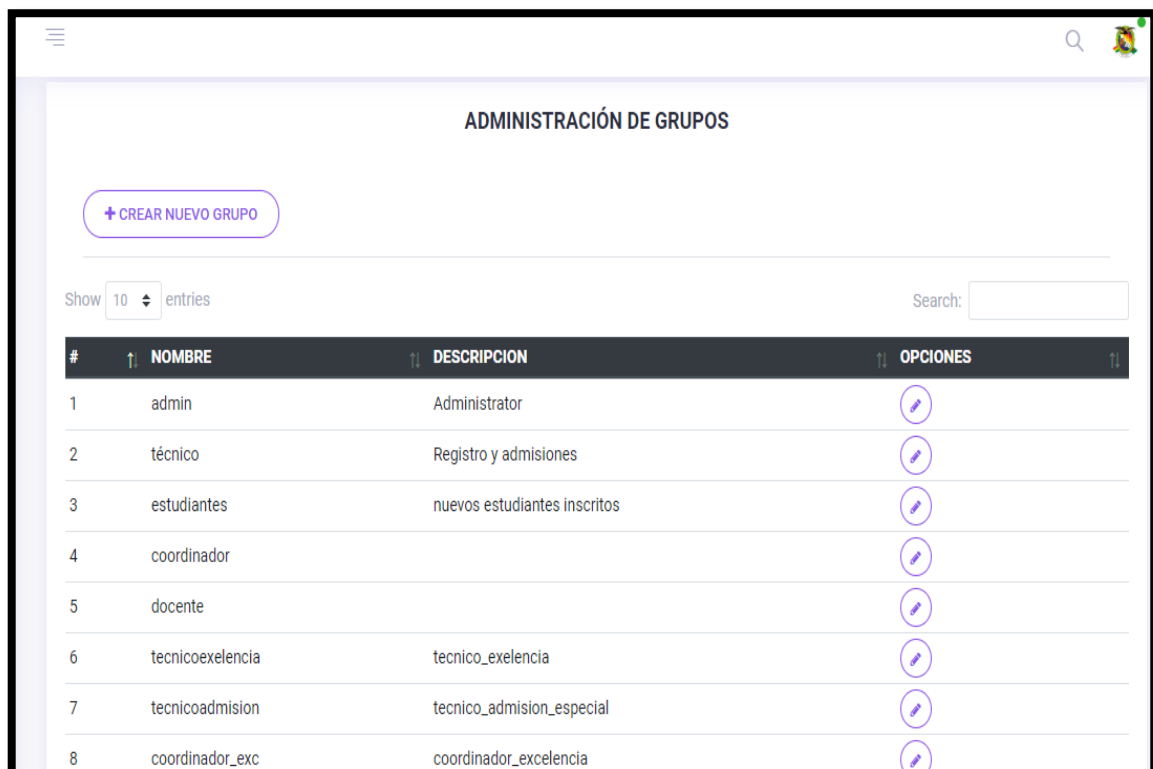 ADMINISTRACIÓN DE GRUPOS
+ CREAR NUEVO GRUPO
Show 10 entries Search:
# NOMBRE DESCRIPCION OPCIONES
1 admin Administrator
2 técnico Registro y admisiones
3 estudiantes nuevos estudiantes inscritos
4 coordinador
5 docente
6 tecnicoexelencia tecnico_exelencia
7 tecnicoadmision tecnico_admision_especial
8 coordinador_exc coordinador_excelencia